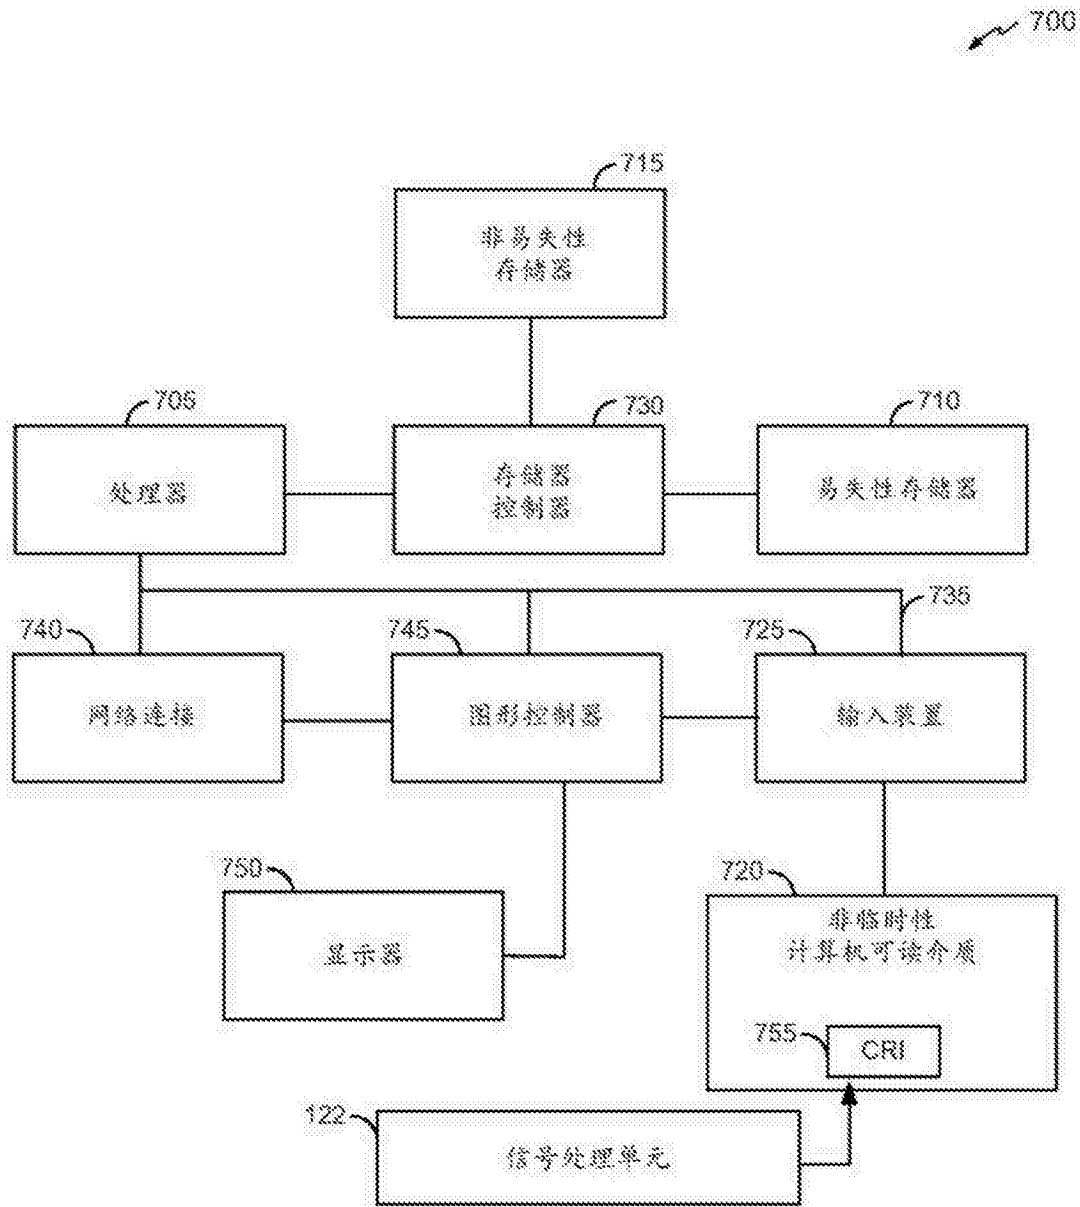 700
715
非易失性
存储器
705
730
710
处理器
存储器
控制器
易失性存储器
735
740
745
725
网络连接
图形控制器
输入装置
750
720
显示器
非临时性
计算机可读介质
755
CRI
122
信号处理单元